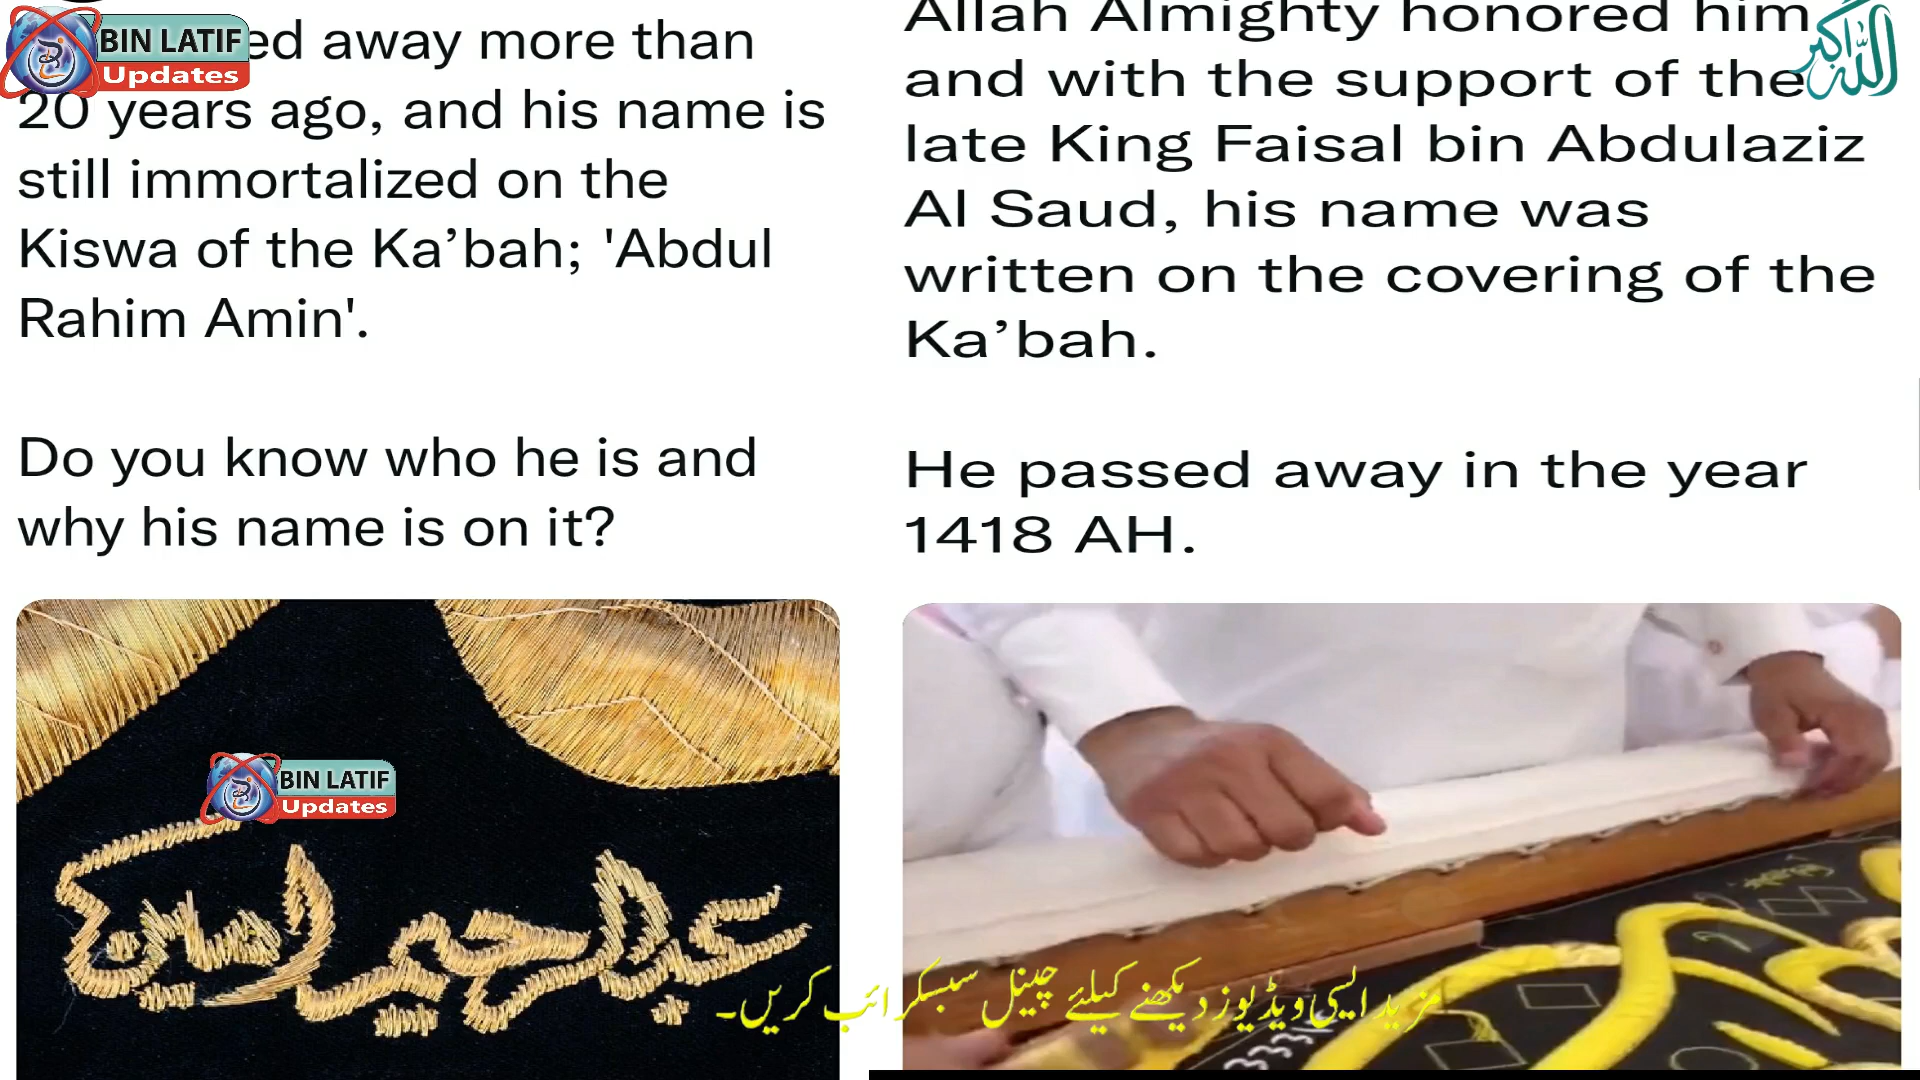 BIN LATIF
Updates
ed away more than
20 years ago, and his name is
still immortalized on the
Kiswa of the Ka’bah; 'Abdul
Rahim Amin'.
Do you know who he is and
why his name is on it?
BIN LATIF
Updates
عبدالرحيم امين
Allah Almighty honored him
and with the support of the
late King Faisal bin Abdulaziz
Al Saud, his name was
written on the covering of the
Ka’bah.
He passed away in the year
1418 AH.
الله اكبر
مزید ایسی ویڈیوز دیکھنے کیلئے چینل سبسکرائب کریں۔